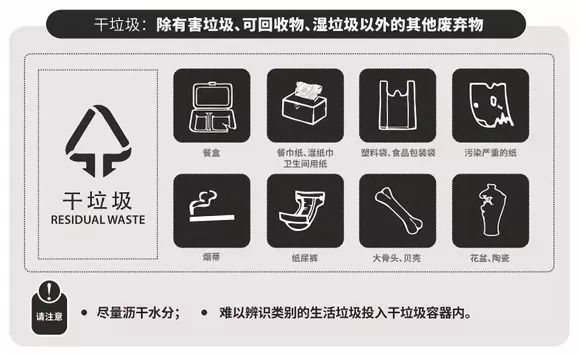 干垃圾：除有害垃圾、可回收物、湿垃圾以外的其他废弃物
干垃圾
RESIDUAL WASTE
餐盒
餐巾纸、湿纸巾
卫生间用纸
塑料袋、食品包装袋
污染严重的纸
烟蒂
纸尿裤
大骨头、贝壳
花盆、陶瓷
请注意
• 尽量沥干水分； • 难以辨识类别的生活垃圾投入干垃圾容器内。